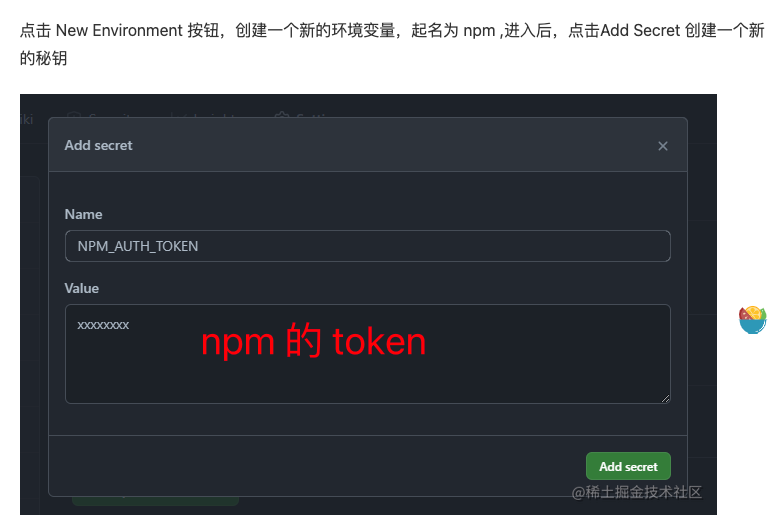 点击 New Environment 按钮，创建一个新的环境变量，起名为 npm ,进入后，点击Add Secret 创建一个新
的秘钥
Add secret
Name
NPM_AUTH_TOKEN
Value
xxxxxxxx
npm 的 token
Add secret
@稀土掘金技术社区